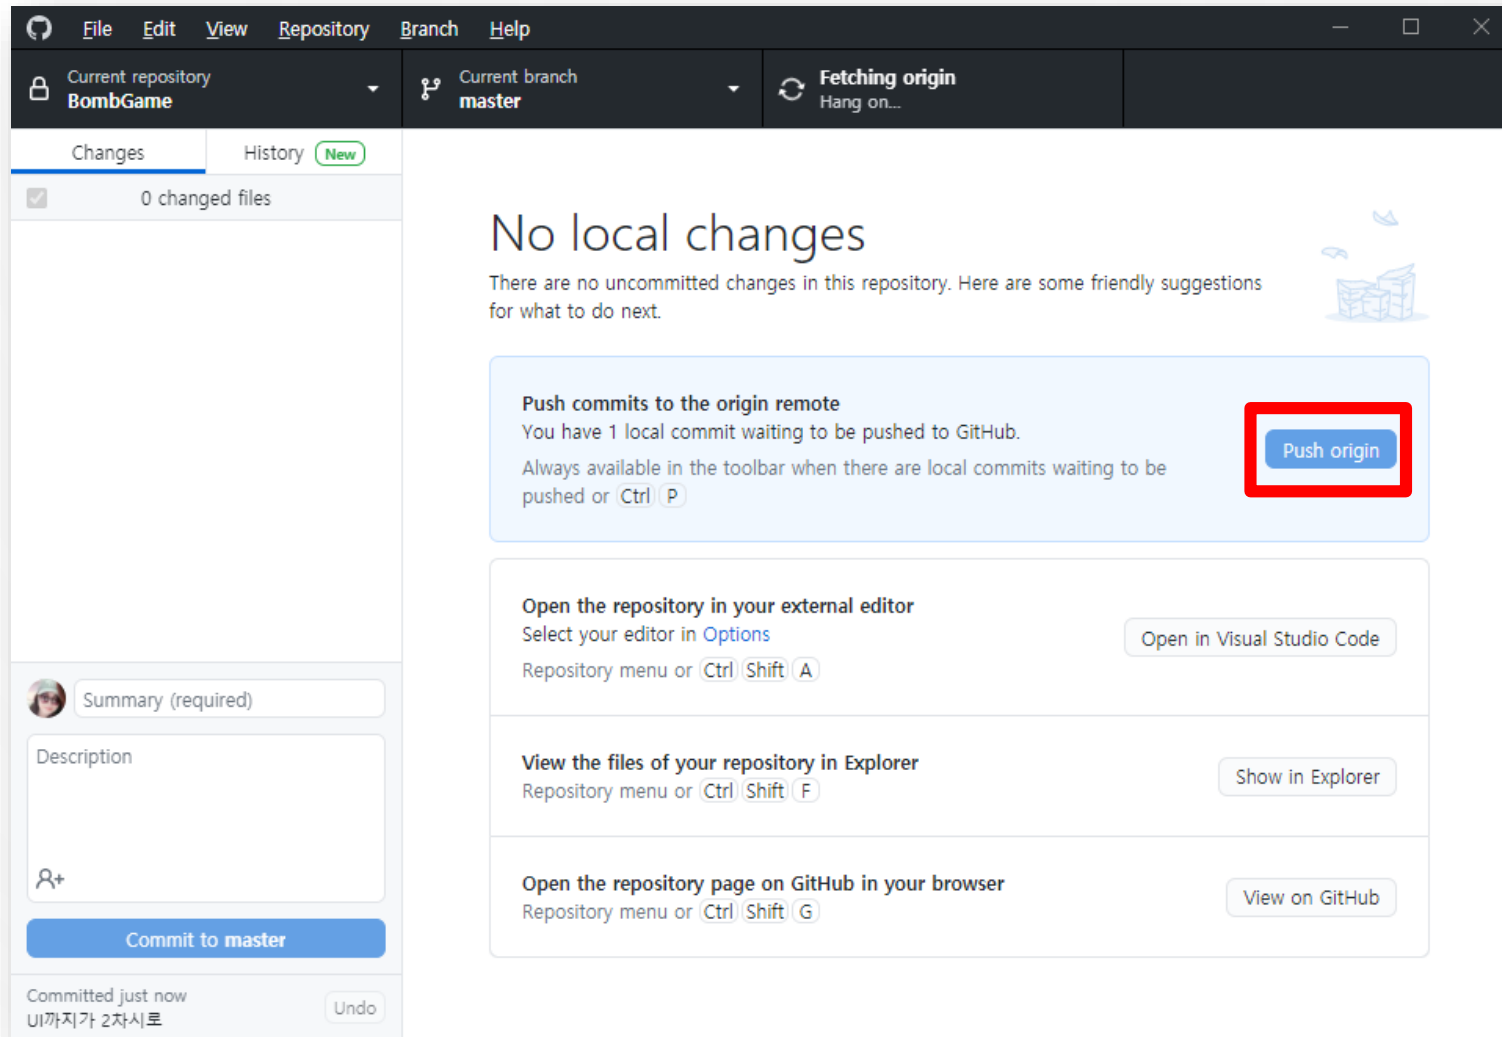 File Edit View Repository Branch Help
Current repository
BombGame
Current branch
master
Fetching origin
Hang on...
Changes
History New
0 changed files
No local changes
There are no uncommitted changes in this repository. Here are some friendly suggestions
for what to do next.
Push commits to the origin remote
You have 1 local commit waiting to be pushed to GitHub.
Always available in the toolbar when there are local commits waiting to be
pushed or Ctrl P
Push origin
Open the repository in your external editor
Select your editor in Options
Repository menu or Ctrl Shift A
Open in Visual Studio Code
View the files of your repository in Explorer
Repository menu or Ctrl Shift F
Show in Explorer
Open the repository page on GitHub in your browser
Repository menu or Ctrl Shift G
View on GitHub
Summary (required)
Description
Commit to master
Committed just now
UI까지가 2차시로
Undo